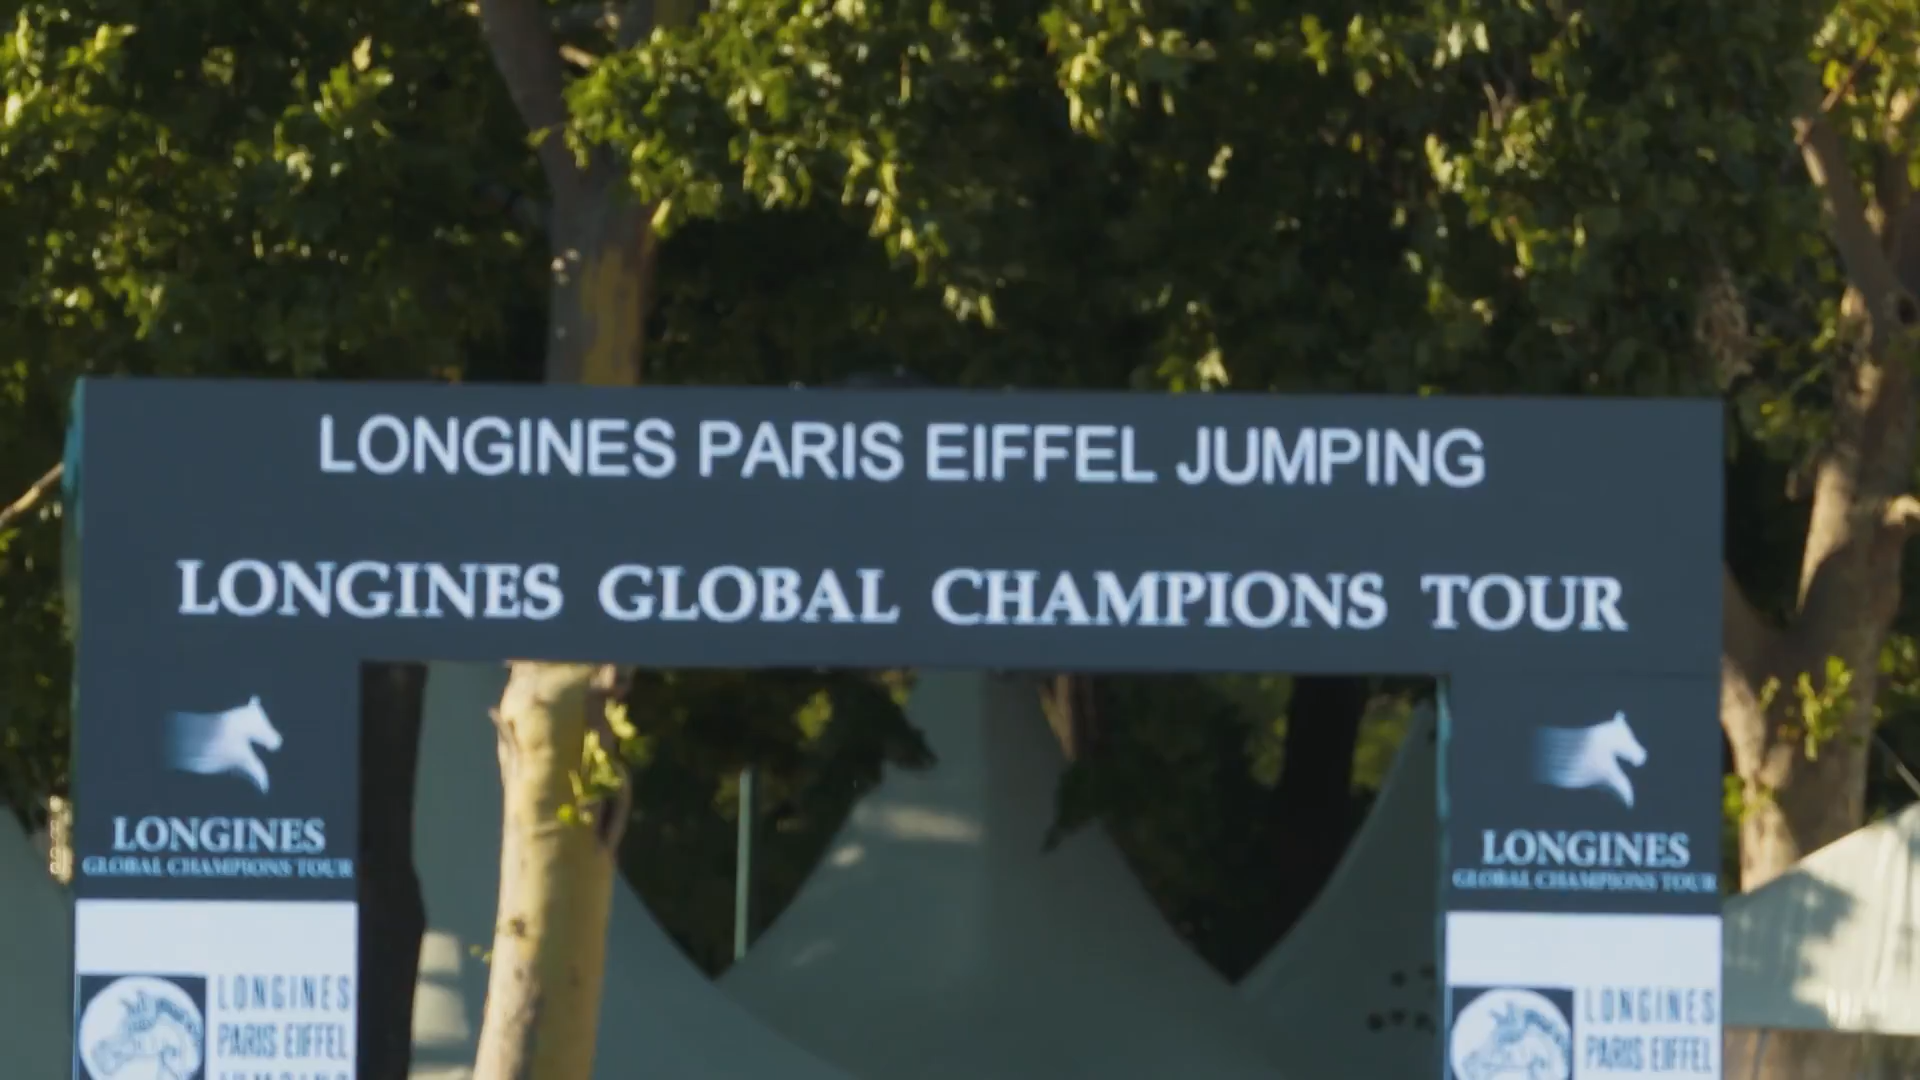 LONGINES PARIS EIFFEL JUMPING
LONGINES GLOBAL CHAMPIONS TOUR
LONGINES
GLOBAL CHAMPIONS TOUR
LONGINES
PARIS EIFFEL
JUMPING
LONGINES
GLOBAL CHAMPIONS TOUR
LONGINES
PARIS EIFFEL